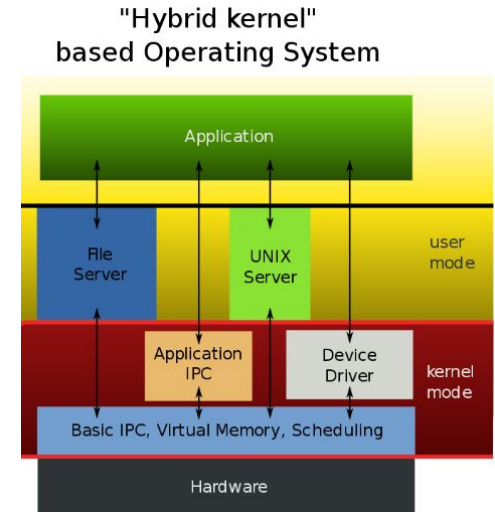 "Hybrid kernel"
based Operating System
Application
File
Server
UNIX
Server
user
mode
Application
IPC
Device
Driver
kernel
mode
Basic IPC, Virtual Memory, Scheduling
Hardware